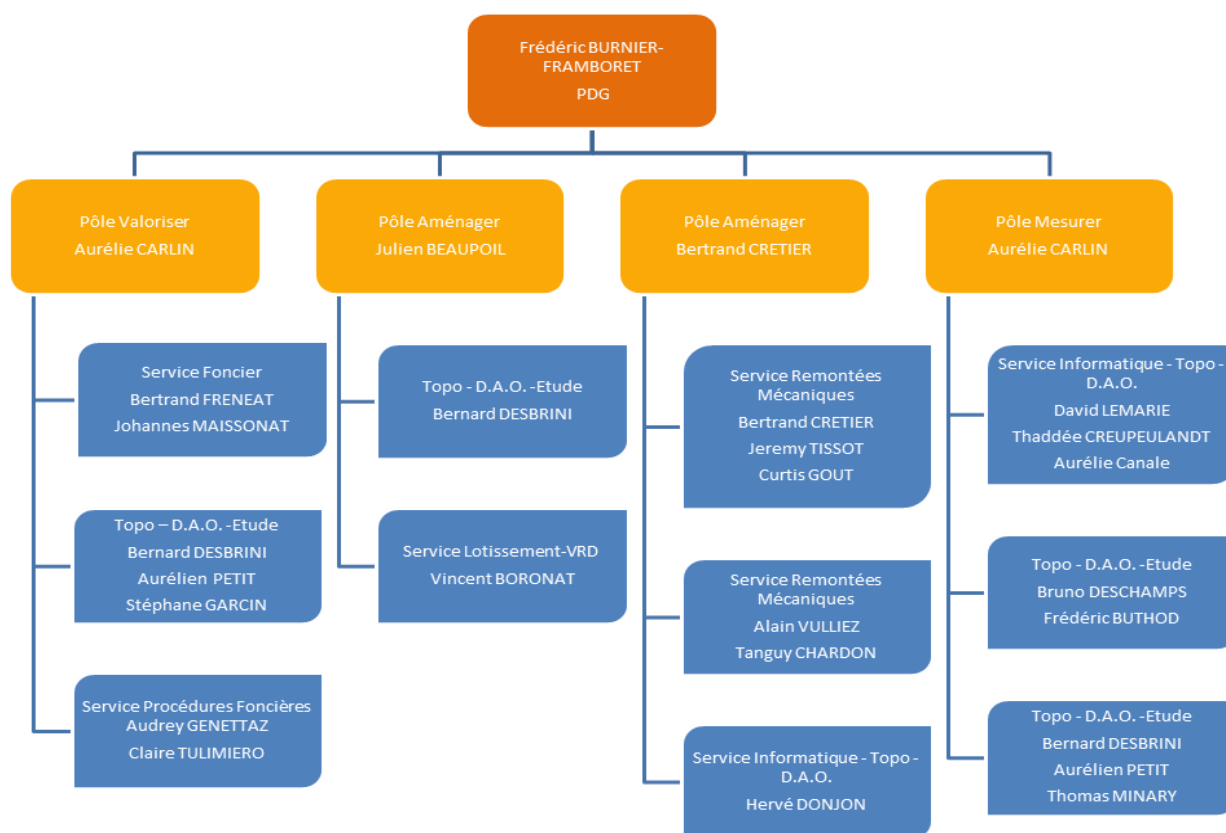 Frédéric BURNIER-
FRAMBORET
PDG
Pôle Valoriser
Aurélie CARLIN
Service Foncier
Bertrand FRENEAT
Johannes MAISSONAT
Topo – D.A.O. -Etude
Bernard DESBRINI
Aurélien PETIT
Stéphane GARCIN
Service Procédures Foncières
Audrey GENETTAZ
Claire TULIMIERO
Pôle Aménager
Julien BEAUPOIL
Topo - D.A.O. -Etude
Bernard DESBRINI
Service Lotissement-VRD
Vincent BORONAT
Pôle Aménager
Bertrand CRETIER
Service Remontées
Mécaniques
Bertrand CRETIER
Jeremy TISSOT
Curtis GOUT
Service Remontées
Mécaniques
Alain VULLIEZ
Tanguy CHARDON
Service Informatique - Topo -
D.A.O.
Hervé DONJON
Pôle Mesurer
Aurélie CARLIN
Service Informatique - Topo -
D.A.O.
David LEMARIE
Thaddée CREUPEULANDT
Aurélie Canale
Topo - D.A.O. -Etude
Bruno DESCHAMPS
Frédéric BUTHOD
Topo - D.A.O. -Etude
Bernard DESBRINI
Aurélien PETIT
Thomas MINARY